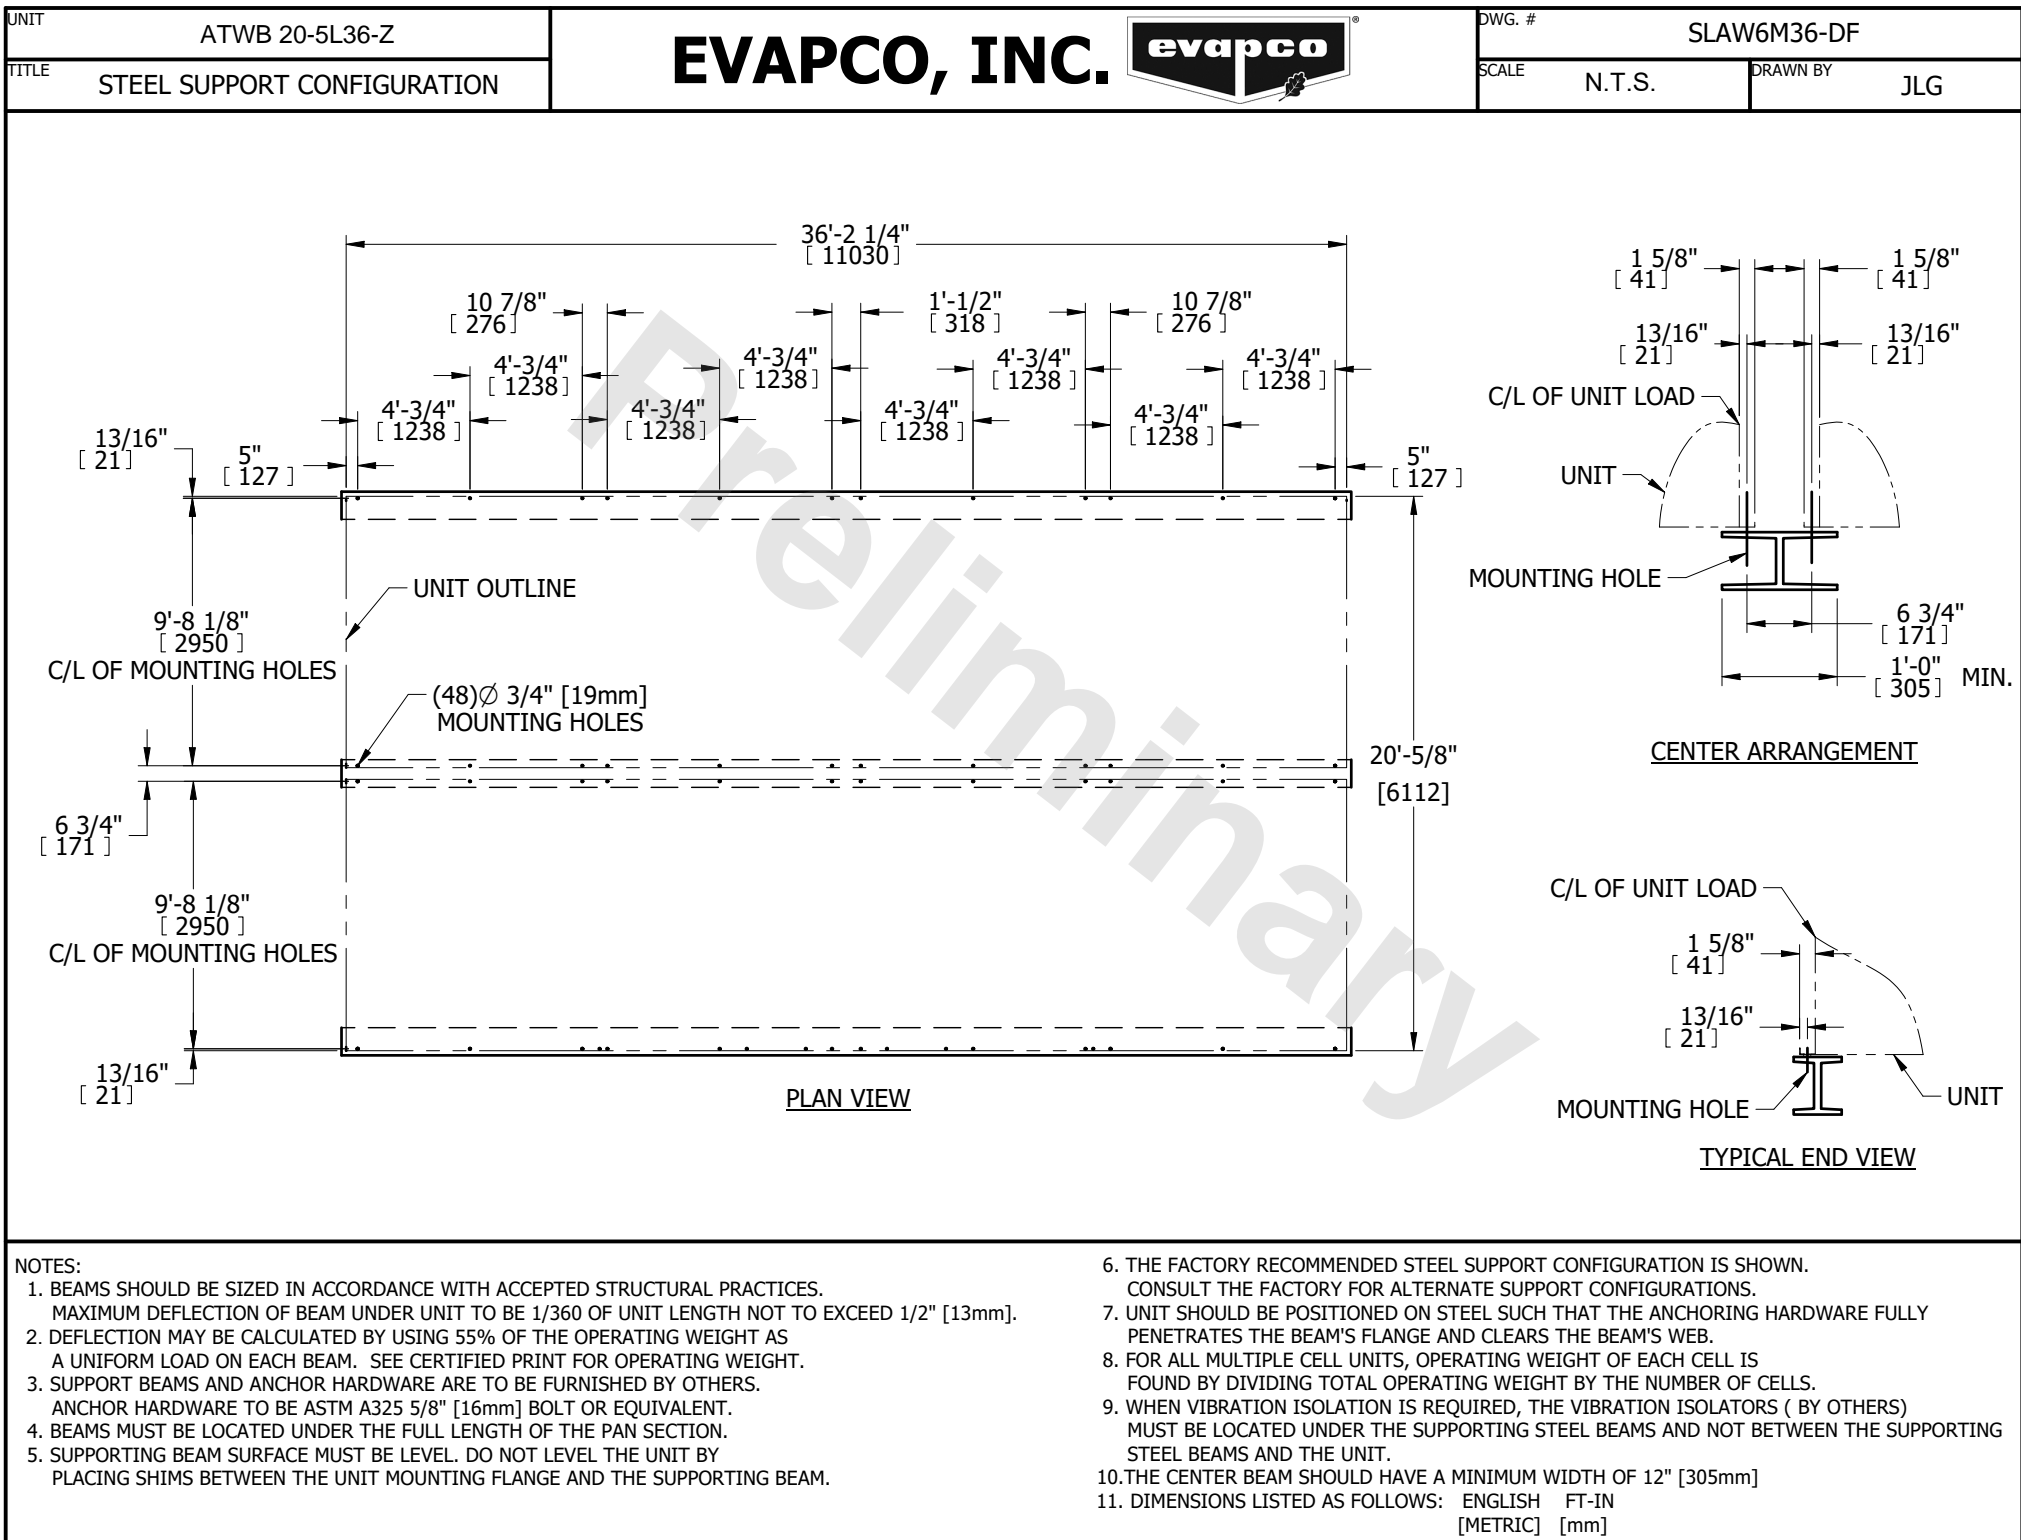 UNIT
ATWB 20-5L36-Z
TITLE
STEEL SUPPORT CONFIGURATION
EVAPCO, INC.
evapco
®
DWG. #
SLAW6M36-DF
SCALE
N.T.S.
DRAWN BY
JLG
36'-2 1/4"
[ 11030 ]
10 7/8"
[ 276 ]
1'-1/2"
[ 318 ]
10 7/8"
[ 276 ]
4'-3/4"
[ 1238 ]
4'-3/4"
[ 1238 ]
4'-3/4"
[ 1238 ]
4'-3/4"
[ 1238 ]
4'-3/4"
[ 1238 ]
4'-3/4"
[ 1238 ]
4'-3/4"
[ 1238 ]
4'-3/4"
[ 1238 ]
13/16"
[ 21 ]
5"
[ 127 ]
5"
[ 127 ]
UNIT OUTLINE
9'-8 1/8"
[ 2950 ]
C/L OF MOUNTING HOLES
(48)Ø 3/4" [19mm]
MOUNTING HOLES
20'-5/8"
[6112]
6 3/4"
[ 171 ]
9'-8 1/8"
[ 2950 ]
C/L OF MOUNTING HOLES
13/16"
[ 21 ]
PLAN VIEW
Preliminary
1 5/8"
[ 41 ]
1 5/8"
[ 41 ]
13/16"
[ 21 ]
13/16"
[ 21 ]
C/L OF UNIT LOAD
UNIT
MOUNTING HOLE
6 3/4"
[ 171 ]
1'-0"
[ 305 ] MIN.
CENTER ARRANGEMENT
C/L OF UNIT LOAD
1 5/8"
[ 41 ]
13/16"
[ 21 ]
MOUNTING HOLE
UNIT
TYPICAL END VIEW
NOTES:
1. BEAMS SHOULD BE SIZED IN ACCORDANCE WITH ACCEPTED STRUCTURAL PRACTICES.
MAXIMUM DEFLECTION OF BEAM UNDER UNIT TO BE 1/360 OF UNIT LENGTH NOT TO EXCEED 1/2" [13mm].
2. DEFLECTION MAY BE CALCULATED BY USING 55% OF THE OPERATING WEIGHT AS
A UNIFORM LOAD ON EACH BEAM. SEE CERTIFIED PRINT FOR OPERATING WEIGHT.
3. SUPPORT BEAMS AND ANCHOR HARDWARE ARE TO BE FURNISHED BY OTHERS.
ANCHOR HARDWARE TO BE ASTM A325 5/8" [16mm] BOLT OR EQUIVALENT.
4. BEAMS MUST BE LOCATED UNDER THE FULL LENGTH OF THE PAN SECTION.
5. SUPPORTING BEAM SURFACE MUST BE LEVEL. DO NOT LEVEL THE UNIT BY
PLACING SHIMS BETWEEN THE UNIT MOUNTING FLANGE AND THE SUPPORTING BEAM.
6. THE FACTORY RECOMMENDED STEEL SUPPORT CONFIGURATION IS SHOWN.
CONSULT THE FACTORY FOR ALTERNATE SUPPORT CONFIGURATIONS.
7. UNIT SHOULD BE POSITIONED ON STEEL SUCH THAT THE ANCHORING HARDWARE FULLY
PENETRATES THE BEAM'S FLANGE AND CLEARS THE BEAM'S WEB.
8. FOR ALL MULTIPLE CELL UNITS, OPERATING WEIGHT OF EACH CELL IS
FOUND BY DIVIDING TOTAL OPERATING WEIGHT BY THE NUMBER OF CELLS.
9. WHEN VIBRATION ISOLATION IS REQUIRED, THE VIBRATION ISOLATORS ( BY OTHERS)
MUST BE LOCATED UNDER THE SUPPORTING STEEL BEAMS AND NOT BETWEEN THE SUPPORTING
STEEL BEAMS AND THE UNIT.
10.THE CENTER BEAM SHOULD HAVE A MINIMUM WIDTH OF 12" [305mm]
11. DIMENSIONS LISTED AS FOLLOWS: ENGLISH FT-IN
[METRIC] [mm]